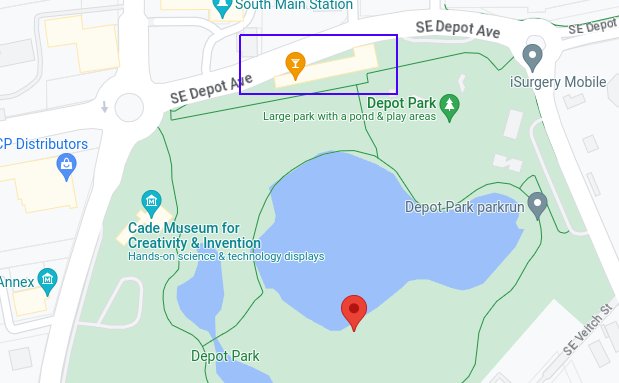 South Main Station
SE Depot Ave
SE Depot
SE Depot Ave
iSurgery Mobile
Depot Park
Large park with a pond & play areas
CP Distributors
Depot Park parkrun
Cade Museum for
Creativity & Invention
Hands-on science & technology displays
Annex
SE Veitch St
Depot Park